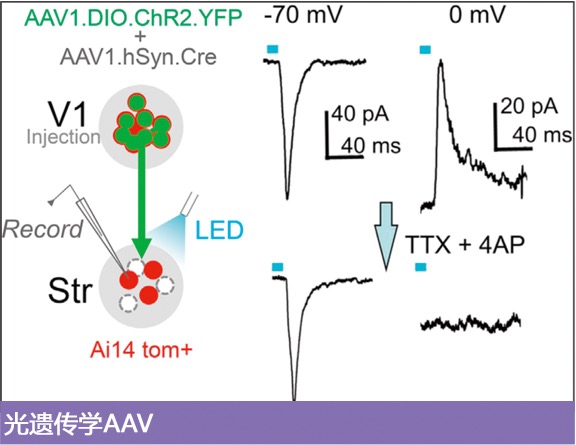 AAV1.DIO.ChR2.YFP
+
AAV1.hSyn.Cre
V1
Injection
Record
LED
Str
Ai14 tom+
-70 mV
0 mV
40 pA
40 ms
20 pA
40 ms
TTX + 4AP
光遗传学AAV